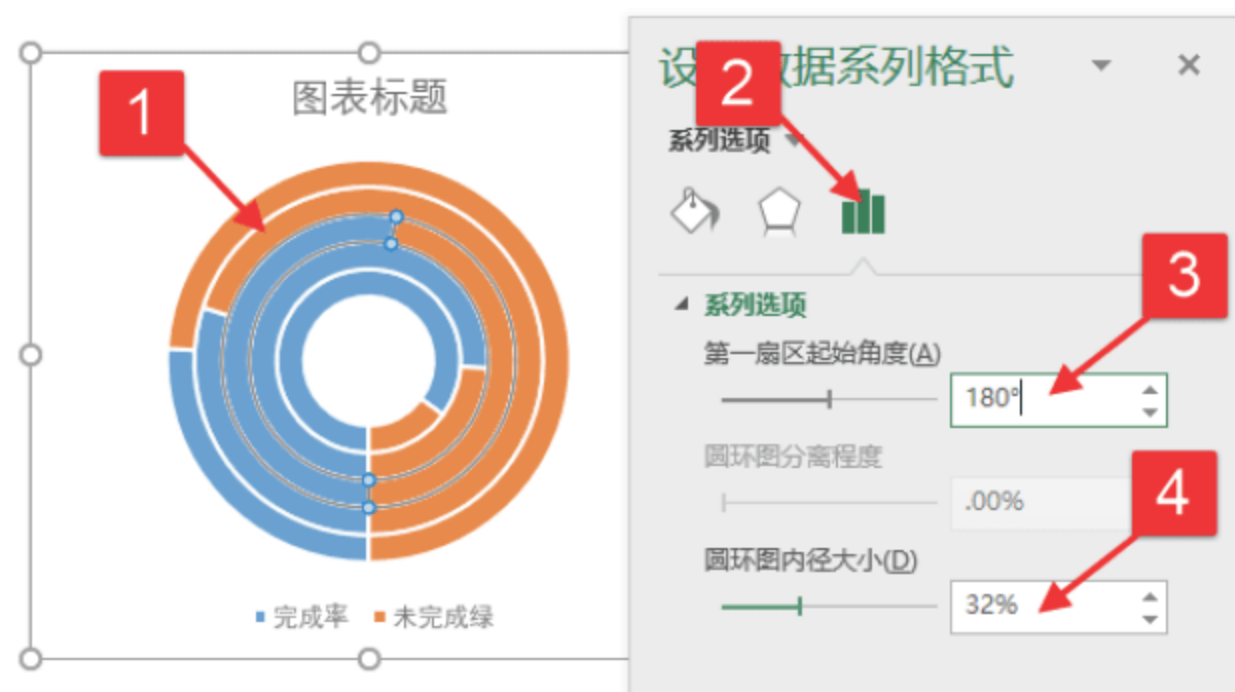 图表标题
1
完成率
未完成绿
设 数据系列格式
2
系列选项
系列选项
3
第一扇区起始角度(A)
180°
圆环图分离程度
.00%
4
圆环图内径大小(D)
32%